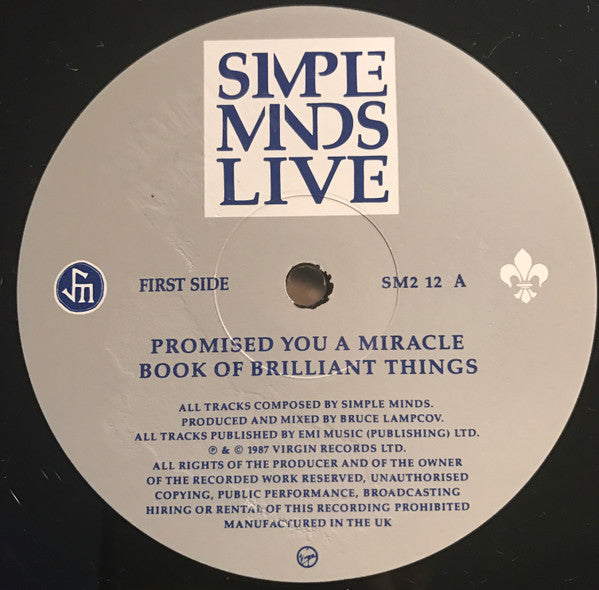 SIMPLE
MINDS
LIVE
FIRST SIDE
SM2 12 A
PROMISED YOU A MIRACLE
BOOK OF BRILLIANT THINGS
ALL TRACKS COMPOSED BY SIMPLE MINDS.
PRODUCED AND MIXED BY BRUCE LAMPCOV.
ALL TRACKS PUBLISHED BY EMI MUSIC (PUBLISHING) LTD.
℗ & © 1987 VIRGIN RECORDS LTD.
ALL RIGHTS OF THE PRODUCER AND OF THE OWNER
OF THE RECORDED WORK RESERVED, UNAUTHORISED
COPYING, PUBLIC PERFORMANCE, BROADCASTING
HIRING OR RENTAL OF THIS RECORDING PROHIBITED
MANUFACTURED IN THE UK
Virgin